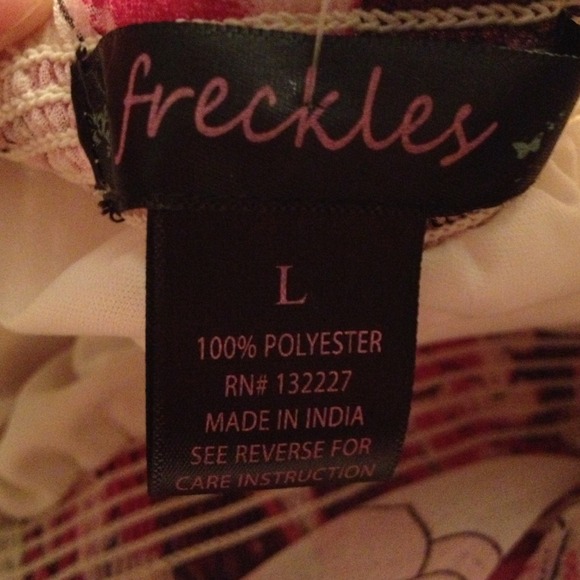 freckles
L
100% POLYESTER
RN# 132227
MADE IN INDIA
SEE REVERSE FOR
CARE INSTRUCTION